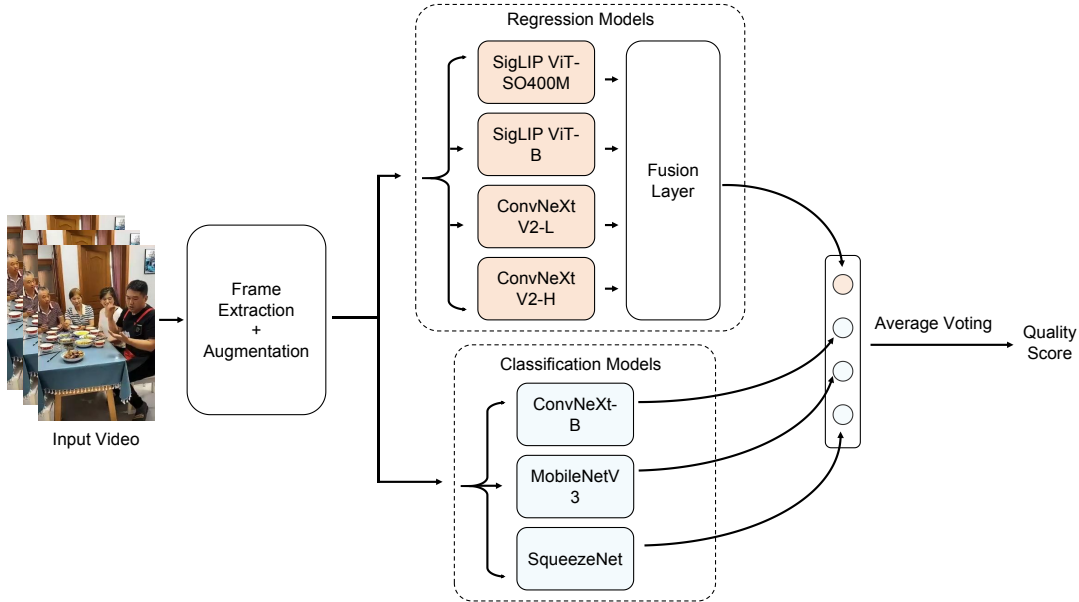 Regression Models
SigLIP ViT-
SO400M
SigLIP ViT-
B
ConvNeXt
V2-L
ConvNeXt
V2-H
Fusion
Layer
Frame
Extraction
+
Augmentation
Input Video
Classification Models
ConvNeXt-
B
MobileNetV
3
SqueezeNet
Average Voting
Quality
Score